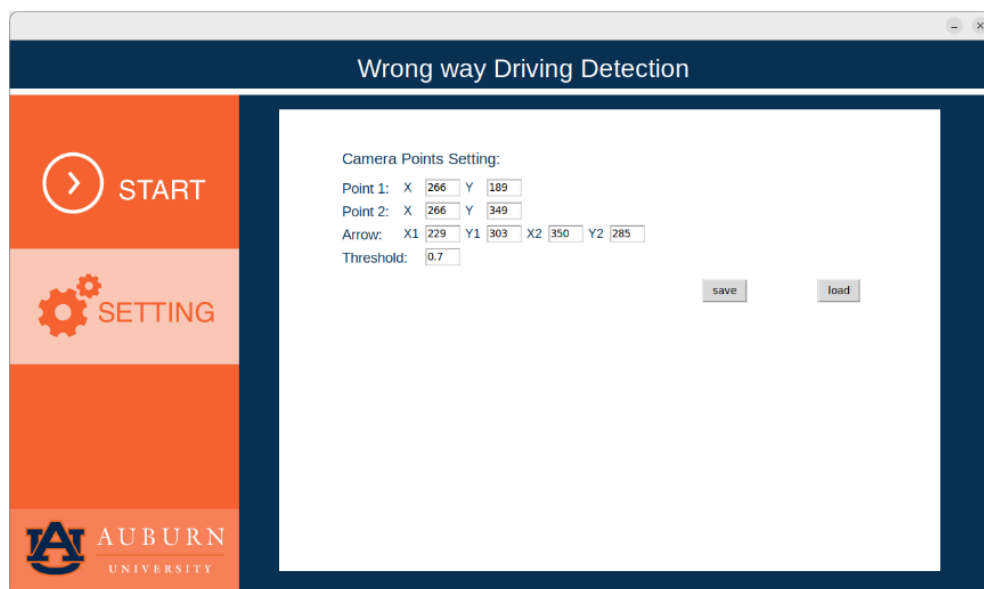 Wrong way Driving Detection
START
SETTING
AUBURN
UNIVERSITY
Camera Points Setting:
Point 1: X 266 Y 189
Point 2: X 266 Y 349
Arrow: X1 229 Y1 303 X2 350 Y2 285
Threshold: 0.7
save load